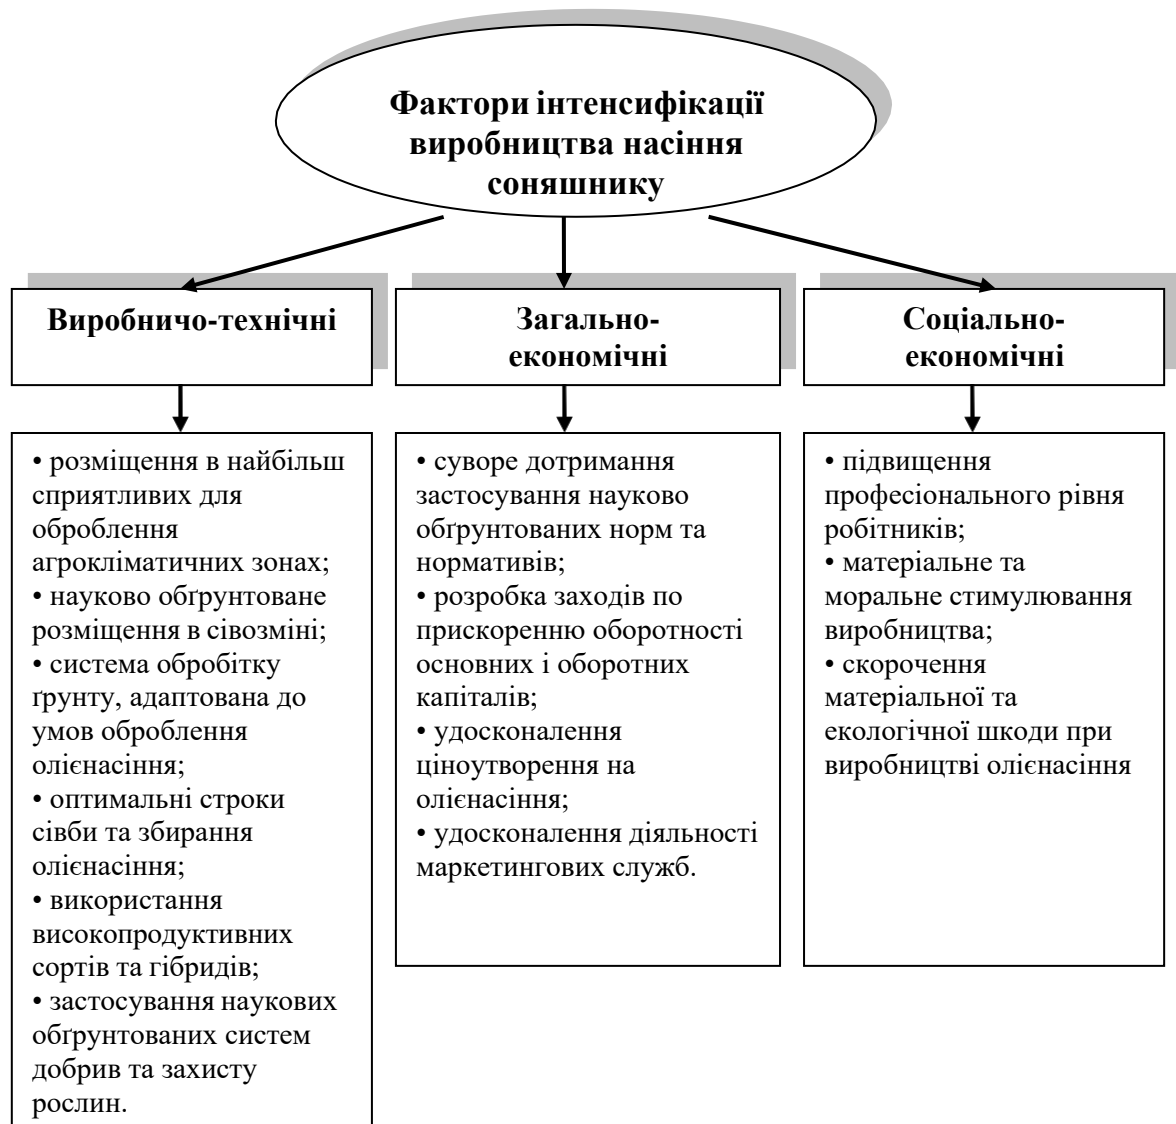 Фактори інтенсифікації
виробництва насіння
соняшнику
Виробничо-технічні
Загально-
економічні
Соціально-
економічні
• розміщення в найбільш
сприятливих для
оброблення
агрокліматичних зонах;
• науково обґрунтоване
розміщення в сівозміні;
• система обробітку
ґрунту, адаптована до
умов оброблення
олієнасіння;
• оптимальні строки
сівби та збирання
олієнасіння;
• використання
високопродуктивних
сортів та гібридів;
• застосування наукових
обґрунтованих систем
добрив та захисту
рослин.
• суворе дотримання
застосування науково
обґрунтованих норм та
нормативів;
• розробка заходів по
прискоренню оборотності
основних і оборотних
капіталів;
• удосконалення
ціноутворення на
олієнасіння;
• удосконалення діяльності
маркетингових служб.
• підвищення
професіонального рівня
робітників;
• матеріальне та
моральне стимулювання
виробництва;
• скорочення
матеріальної та
екологічної шкоди при
виробництві олієнасіння